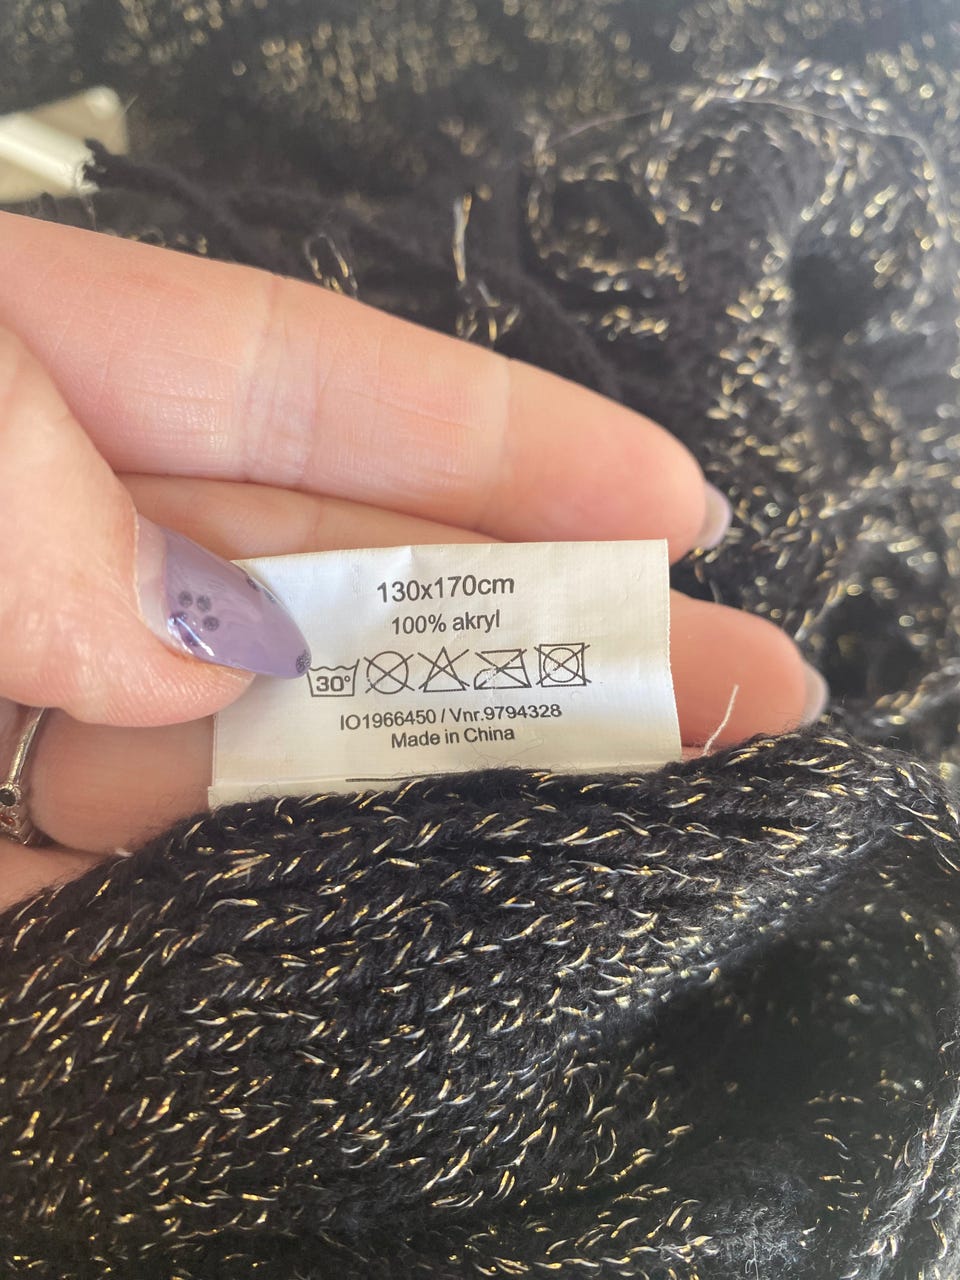 130x170cm
100% akryl
30°
IO1966450 / Vnr.9794328
Made in China